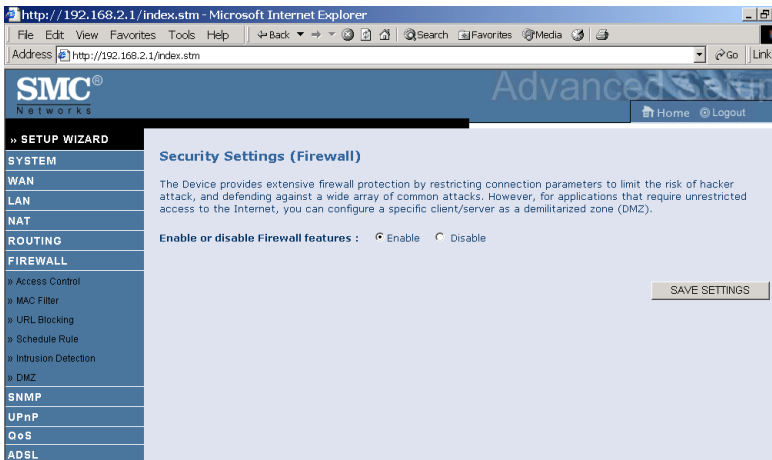 http://192.168.2.1/index.stm - Microsoft Internet Explorer
File Edit View Favorites Tools Help Back Search Favorites Media
Address http://192.168.2.1/index.stm Go Link
SMC®
Networks
Advanced Setup
Home Logout
» SETUP WIZARD
SYSTEM
WAN
LAN
NAT
ROUTING
FIREWALL
» Access Control
» MAC Filter
» URL Blocking
» Schedule Rule
» Intrusion Detection
» DMZ
SNMP
UPnP
QoS
ADSL
Security Settings (Firewall)
The Device provides extensive firewall protection by restricting connection parameters to limit the risk of hacker
attack, and defending against a wide array of common attacks. However, for applications that require unrestricted
access to the Internet, you can configure a specific client/server as a demilitarized zone (DMZ).
Enable or disable Firewall features : Enable Disable
SAVE SETTINGS